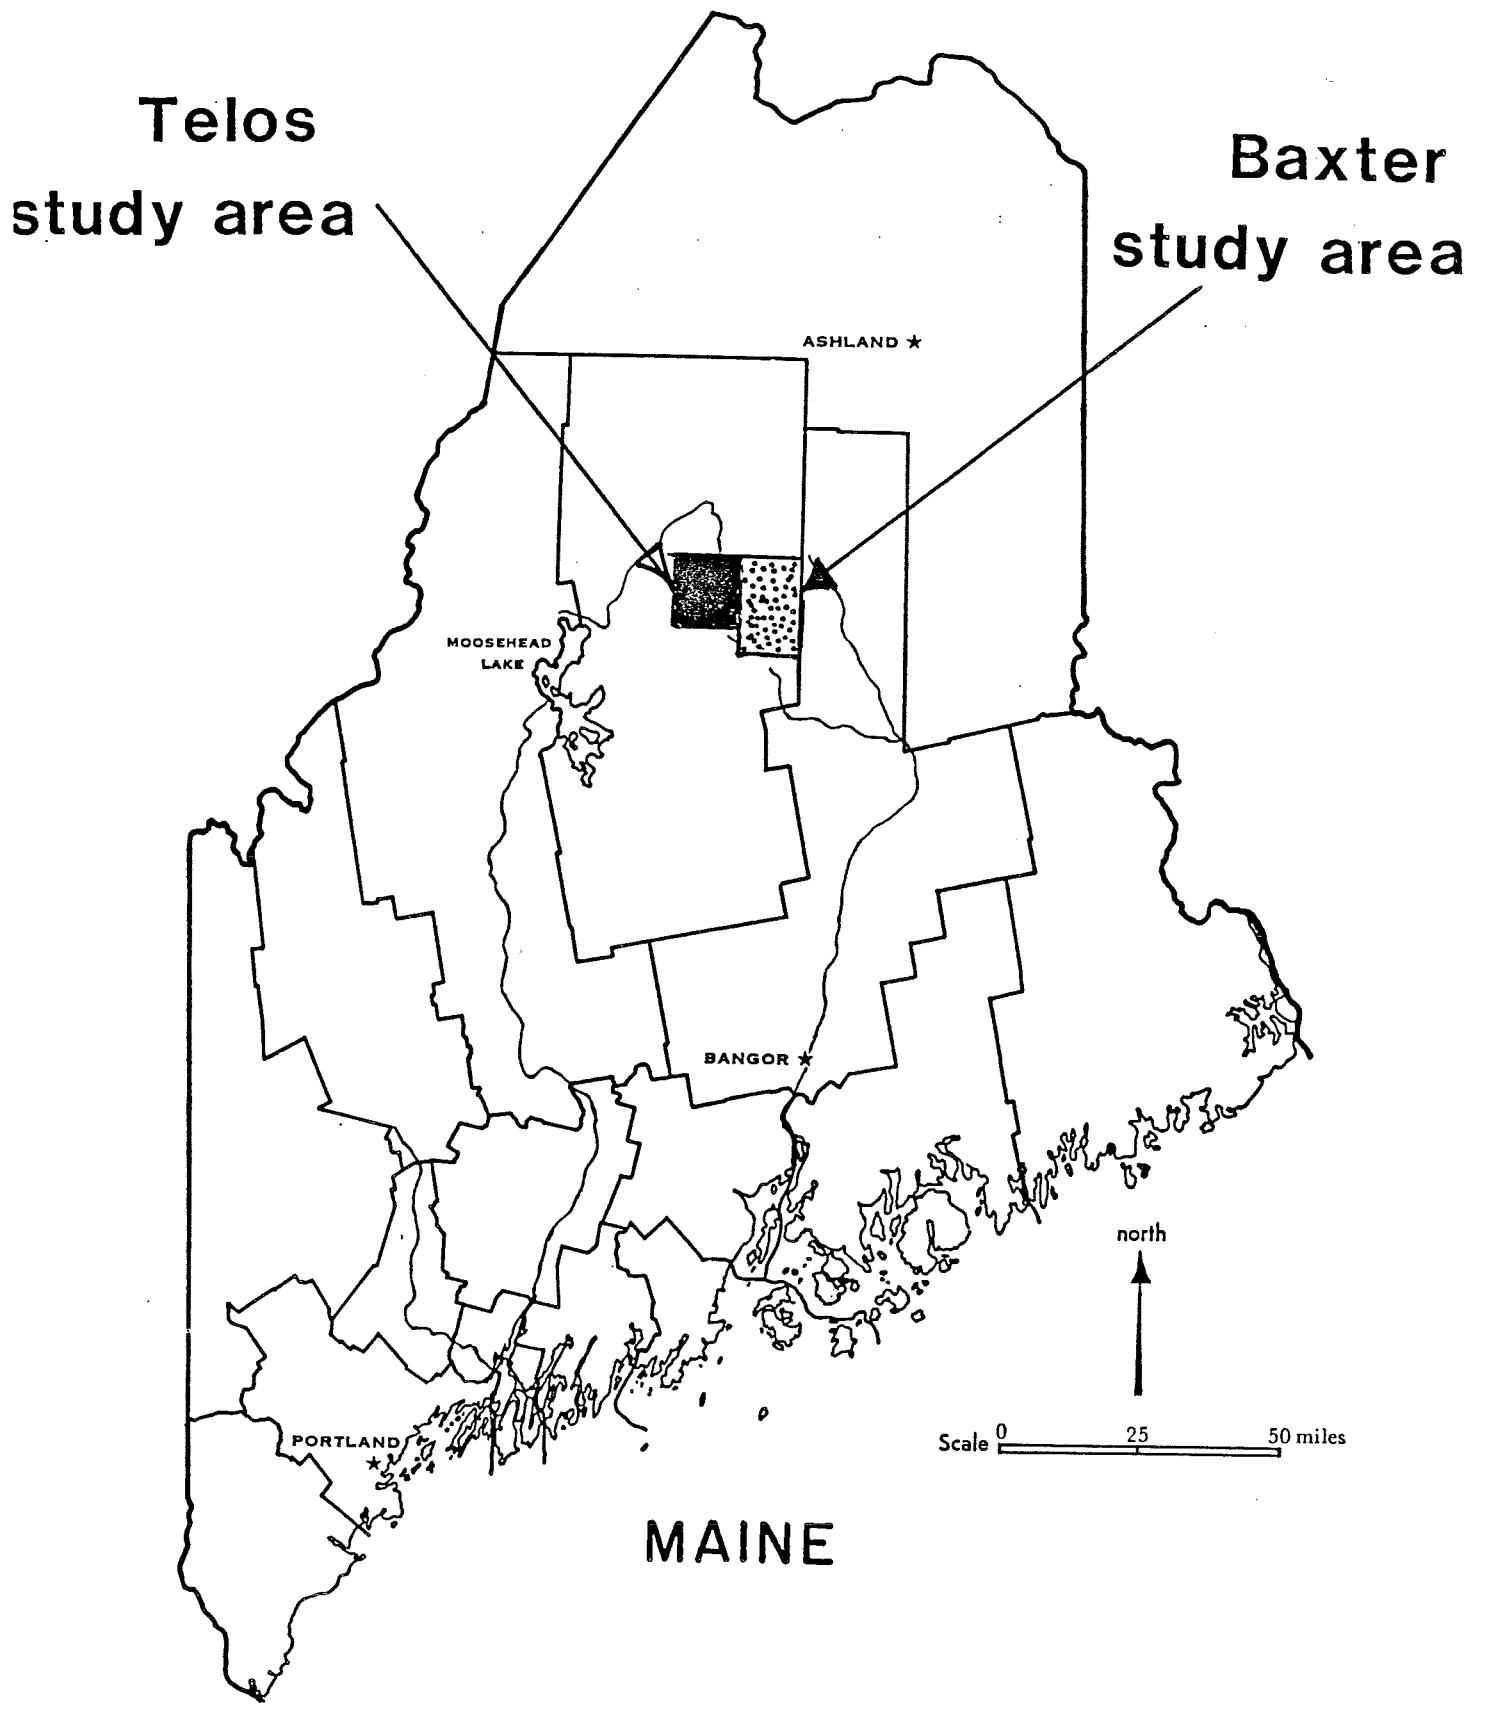 Telos
study area
Baxter
study area
ASHLAND
MOOSEHEAD
LAKE
BANGOR
north
PORTLAND
Scale 0 25 50 miles
MAINE